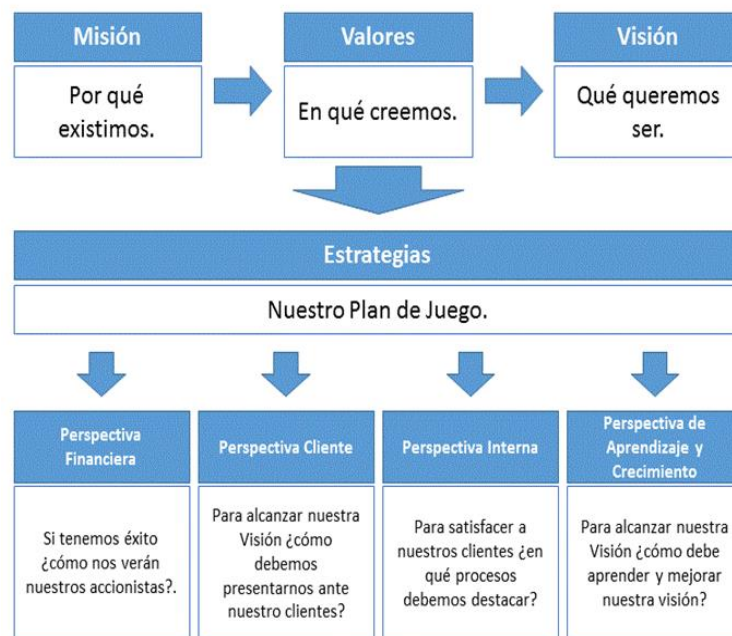 Misión
Por qué
existimos.
Valores
En qué creemos.
Visión
Qué queremos
ser.
Estrategias
Nuestro Plan de Juego.
Perspectiva
Financiera
Si tenemos éxito
¿cómo nos verán
nuestros accionistas?.
Perspectiva Cliente
Para alcanzar nuestra
Visión ¿cómo
debemos
presentarnos ante
nuestro clientes?
Perspectiva Interna
Para satisfacer a
nuestros clientes ¿en
qué procesos
debemos destacar?
Perspectiva de
Aprendizaje y
Crecimiento
Para alcanzar nuestra
Visión ¿cómo debe
aprender y mejorar
nuestra visión?